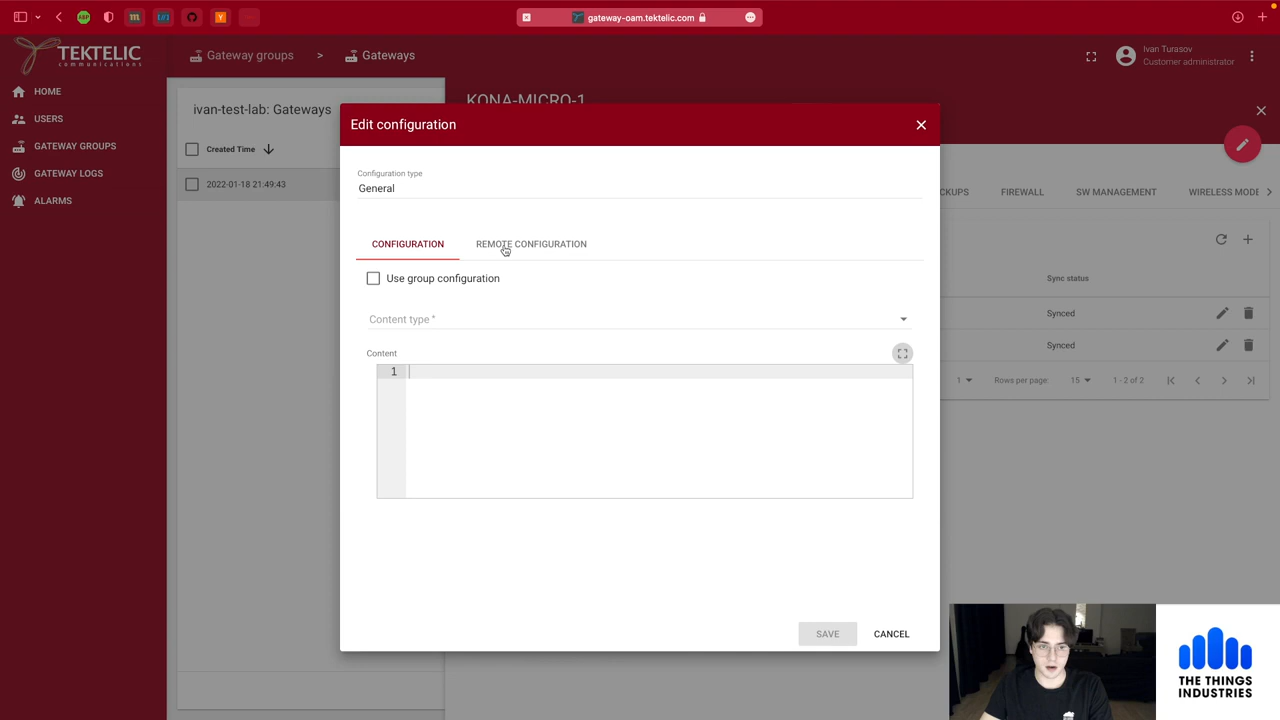 ABP
m
{//}
Y
gateway-oam.tektelic.com
TEKTELIC
communications
Gateway groups > Gateways
Ivan Turasov
Customer administrator
HOME
USERS
GATEWAY GROUPS
GATEWAY LOGS
ALARMS
ivan-test-lab: Gateways
Created Time
2022-01-18 21:49:43
KONA-MICRO-1
CKUPS FIREWALL SW MANAGEMENT WIRELESS MODE
Sync status
Synced
Synced
1 Rows per page: 15 1 - 2 of 2
Edit configuration
Configuration type
General
CONFIGURATION REMOTE CONFIGURATION
Use group configuration
Content type *
Content
1
SAVE CANCEL
THE THINGS
INDUSTRIES